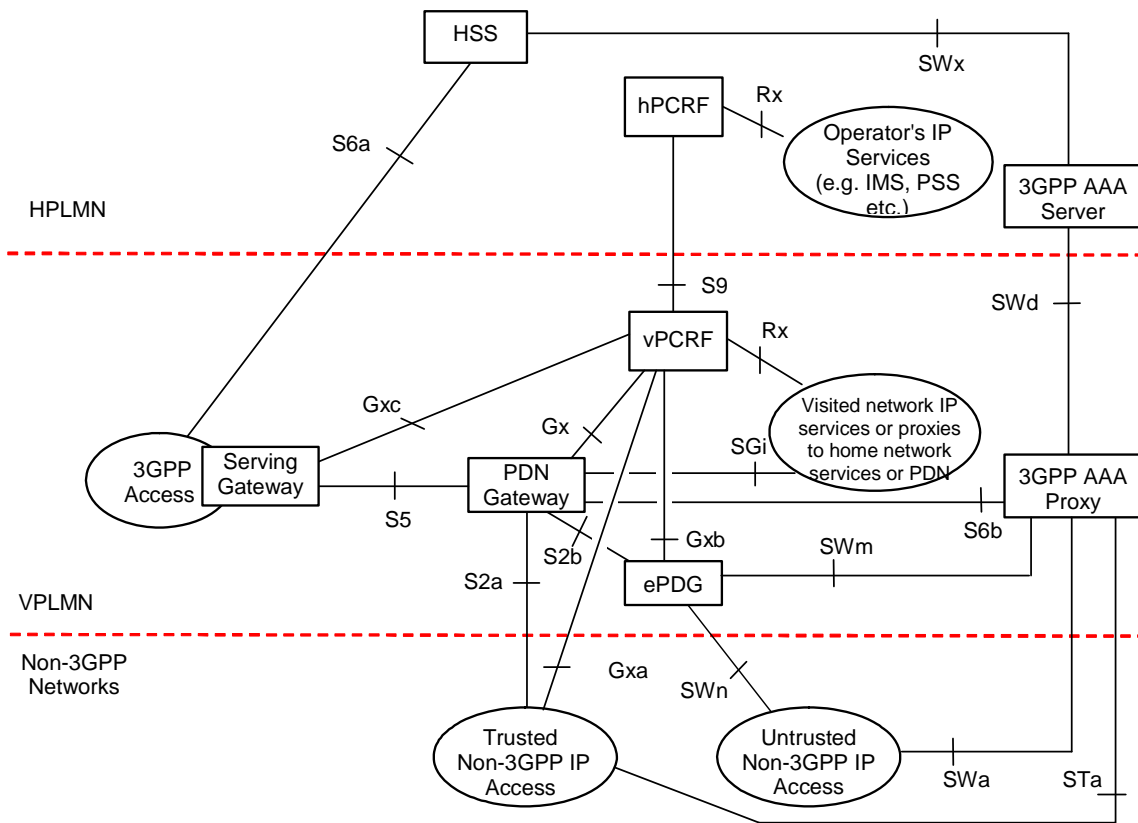 HSS
SWx
hPCRF
Rx
Operator's IP
Services
(e.g. IMS, PSS
etc.)
S6a
3GPP AAA
Server
HPLMN
S9
SWd
vPCRF
Rx
Gxc
Gx
Visited network IP
services or proxies
to home network
services or PDN
SGi
3GPP
Access
Serving
Gateway
PDN
Gateway
3GPP AAA
Proxy
S5
S6b
S2b
Gxb
SWm
S2a
ePDG
VPLMN
Non-3GPP
Networks
Gxa
SWn
Trusted
Non-3GPP IP
Access
Untrusted
Non-3GPP IP
Access
SWa
STa